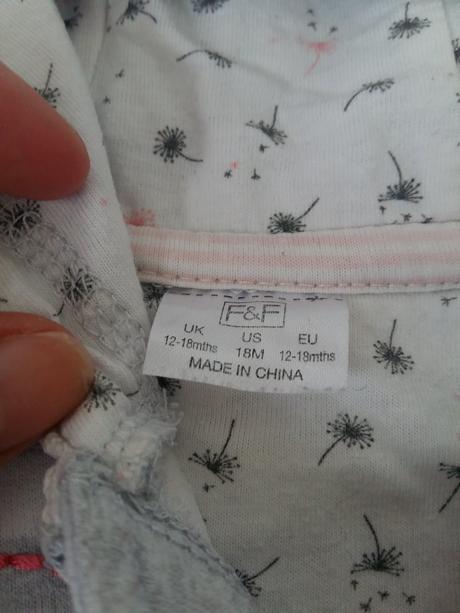 F&F
UK US EU
12-18mths 18M 12-18mths
MADE IN CHINA